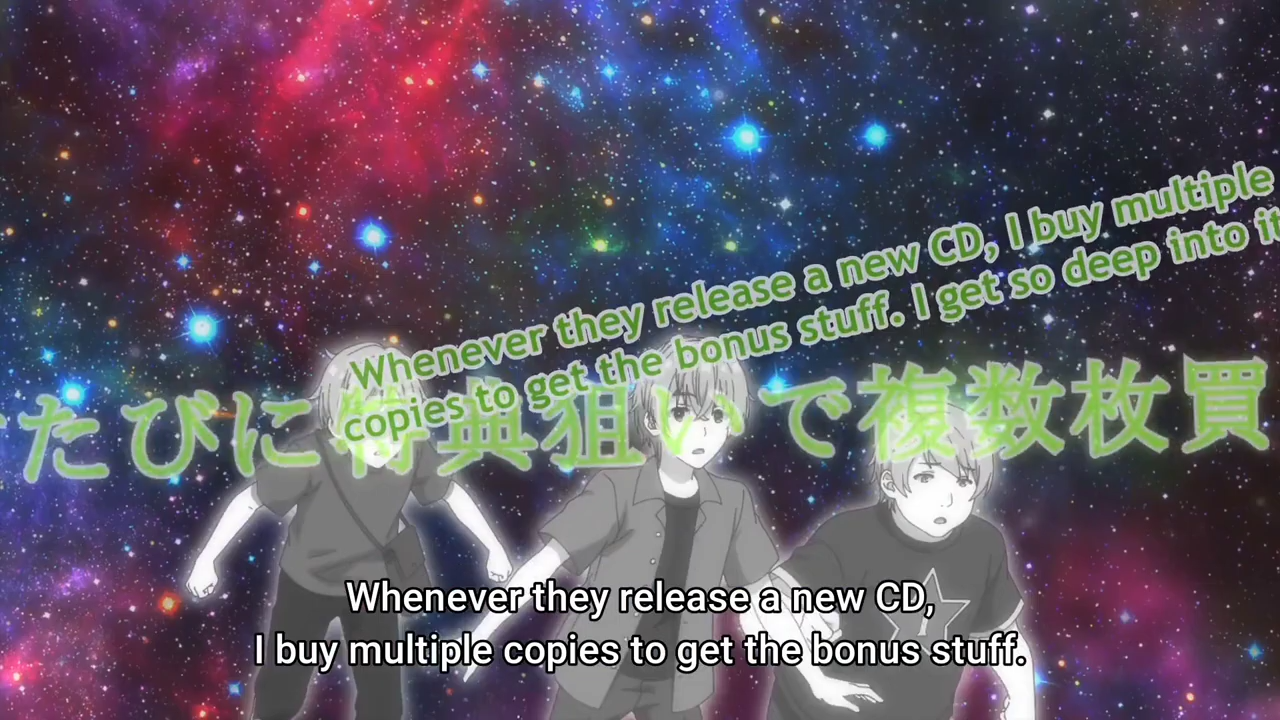 Whenever they release a new CD, I buy multiple
copies to get the bonus stuff. I get so deep into it
たびに特典狙いで複数枚買
1
Whenever they release a new CD,
I buy multiple copies to get the bonus stuff.